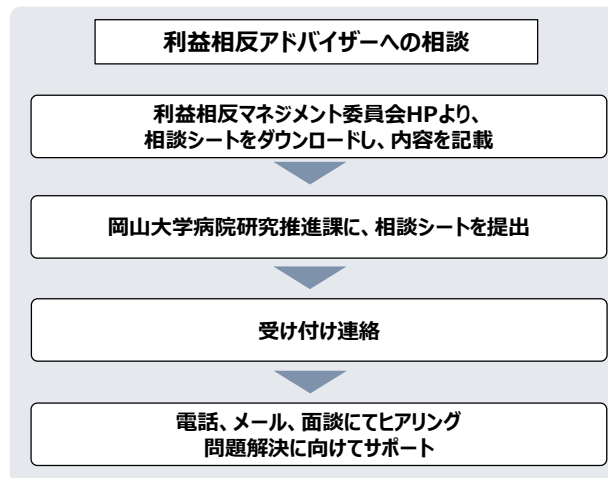 利益相反アドバイザーへの相談
利益相反マネジメント委員会HPより、
相談シートをダウンロードし、内容を記載
岡山大学病院研究推進課に、相談シートを提出
受け付け連絡
電話、メール、面談にてヒアリング
問題解決に向けてサポート